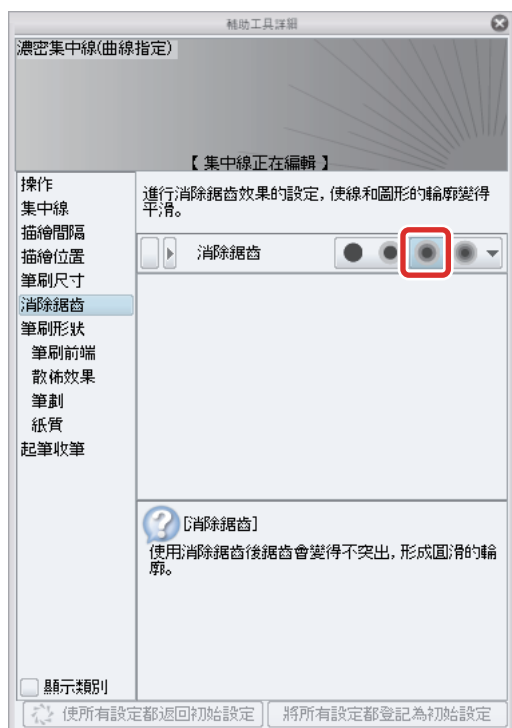 輔助工具詳細
濃密集中線(曲線指定)
【 集中線正在編輯 】
操作
集中線
描繪間隔
描繪位置
筆刷尺寸
消除鋸齒
筆刷形狀
筆刷前端
散佈效果
筆劃
紙質
起筆收筆
顯示類別
進行消除鋸齒效果的設定, 使線和圖形的輪廓變得
平滑。
消除鋸齒
[消除鋸齒]
使用消除鋸齒後鋸齒會變得不突出, 形成圓滑的輪
廓。
使所有設定都返回初始設定
將所有設定都登記為初始設定